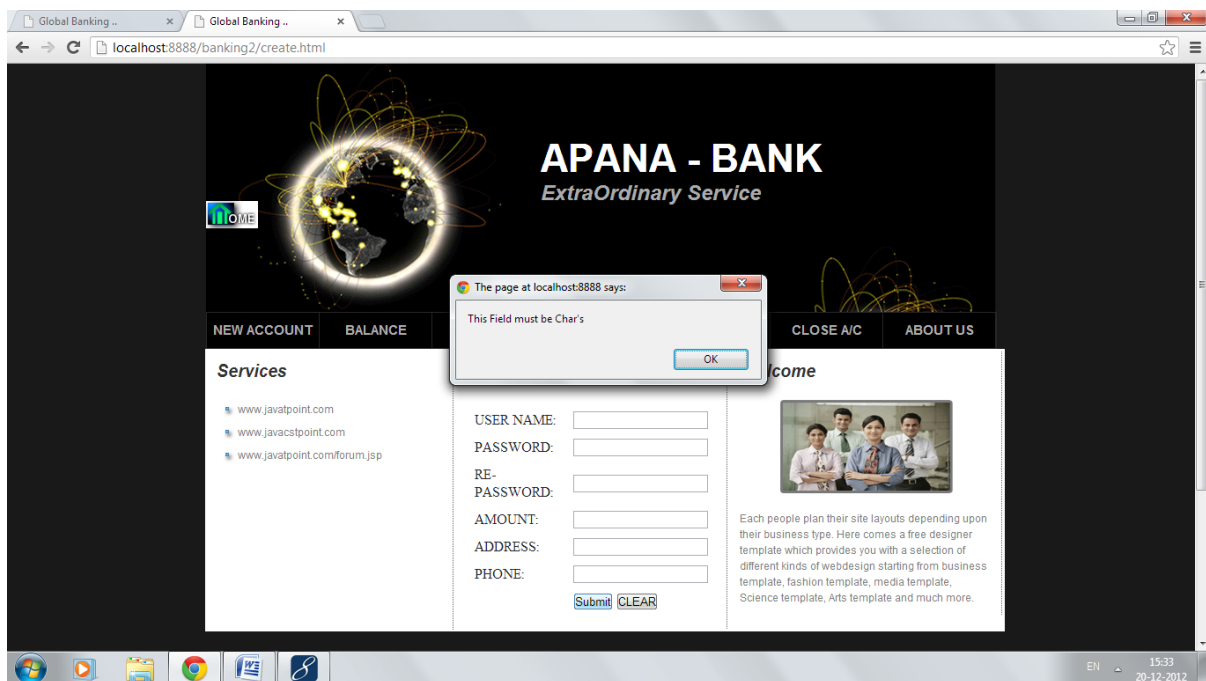 Global Banking ..
Global Banking ..
localhost:8888/banking2/create.html
APANA - BANK
ExtraOrdinary Service
HOME
The page at localhost:8888 says:
This Field must be Char's
OK
NEW ACCOUNT BALANCE CLOSE A/C ABOUT US
Services
www.javatpoint.com
www.javacstpoint.com
www.javatpoint.com/forum.jsp
USER NAME:
PASSWORD:
RE-
PASSWORD:
AMOUNT:
ADDRESS:
PHONE:
Submit CLEAR
lcome
Each people plan their site layouts depending upon
their business type. Here comes a free designer
template which provides you with a selection of
different kinds of webdesign starting from business
template, fashion template, media template,
Science template, Arts template and much more.
EN 15:33
20-12-2012